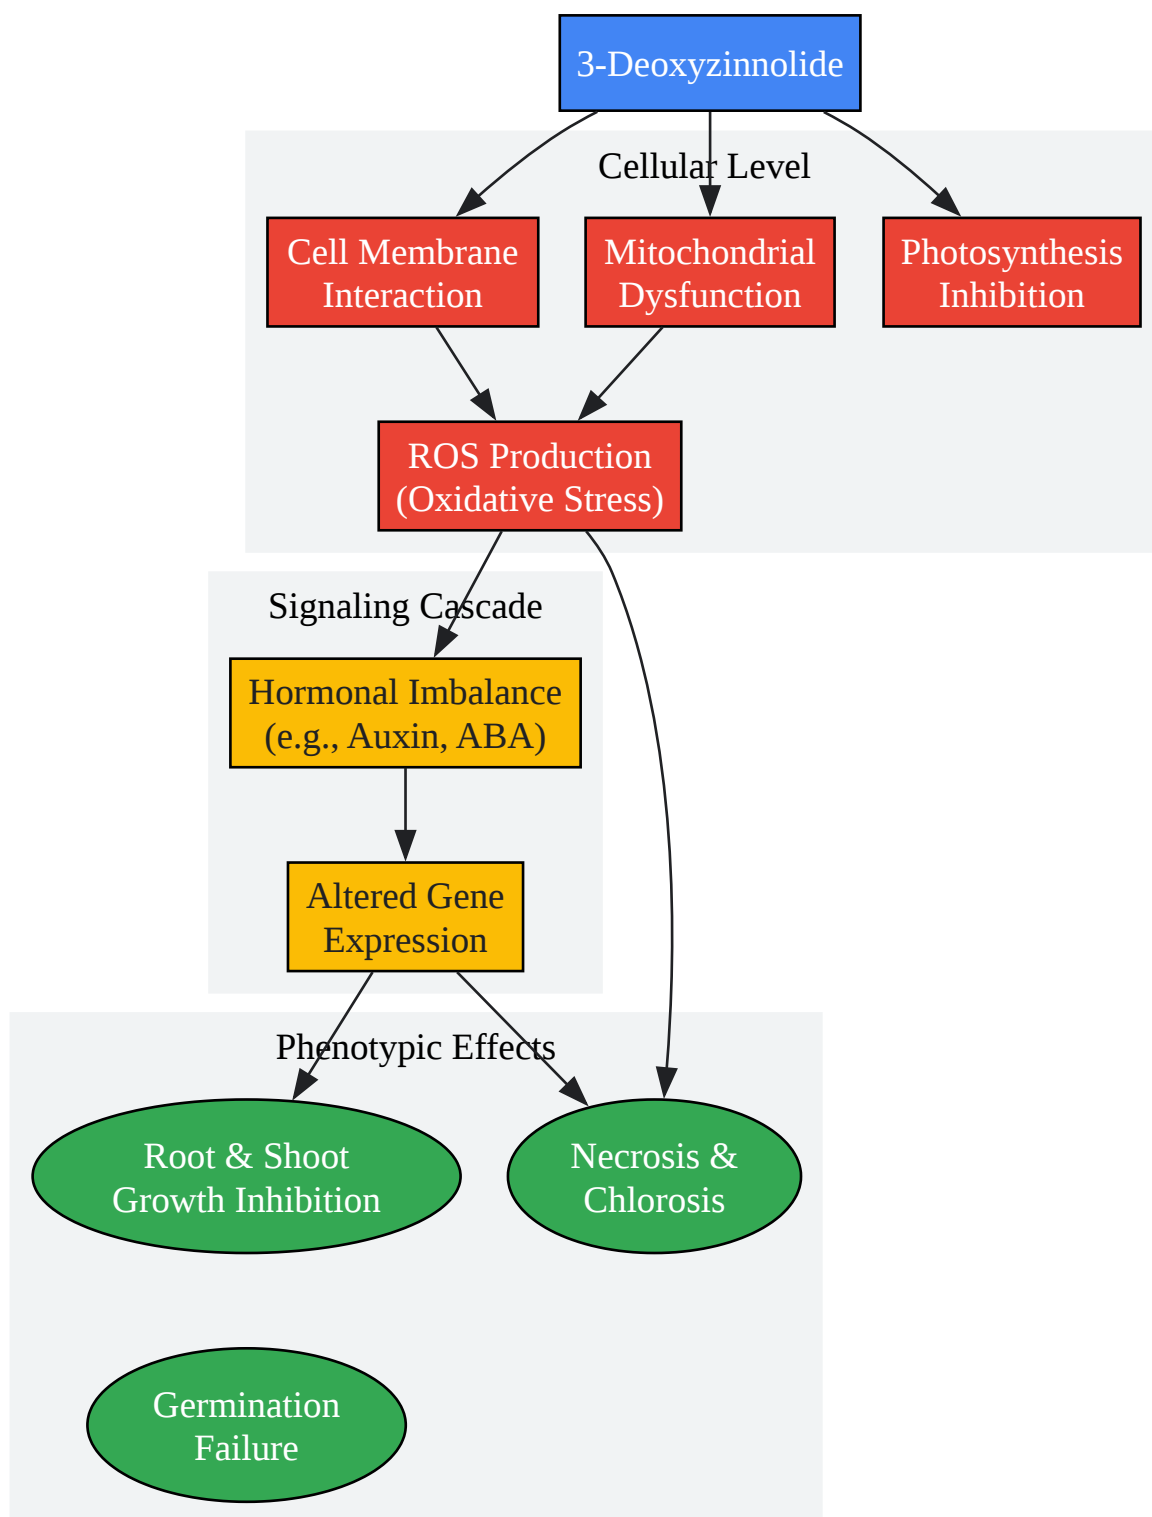 3-Deoxyzinnolide
Cellular Level
Cell Membrane
Interaction
Mitochondrial
Dysfunction
Photosynthesis
Inhibition
ROS Production
(Oxidative Stress)
Signaling Cascade
Hormonal Imbalance
(e.g., Auxin, ABA)
Altered Gene
Expression
Phenotypic Effects
Root & Shoot
Growth Inhibition
Necrosis &
Chlorosis
Germination
Failure